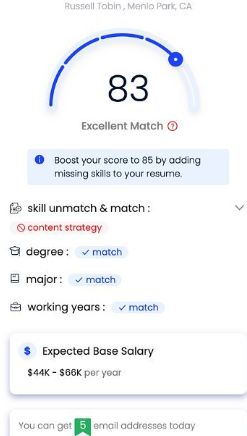 Russell Tobin , Menlo Park, CA
83
Excellent Match
Boost your score to 85 by adding
missing skills to your resume.
skill unmatch & match :
content strategy
degree : ✓ match
major : ✓ match
working years : ✓ match
$ Expected Base Salary
$44K - $66K per year
You can get 5 email addresses today